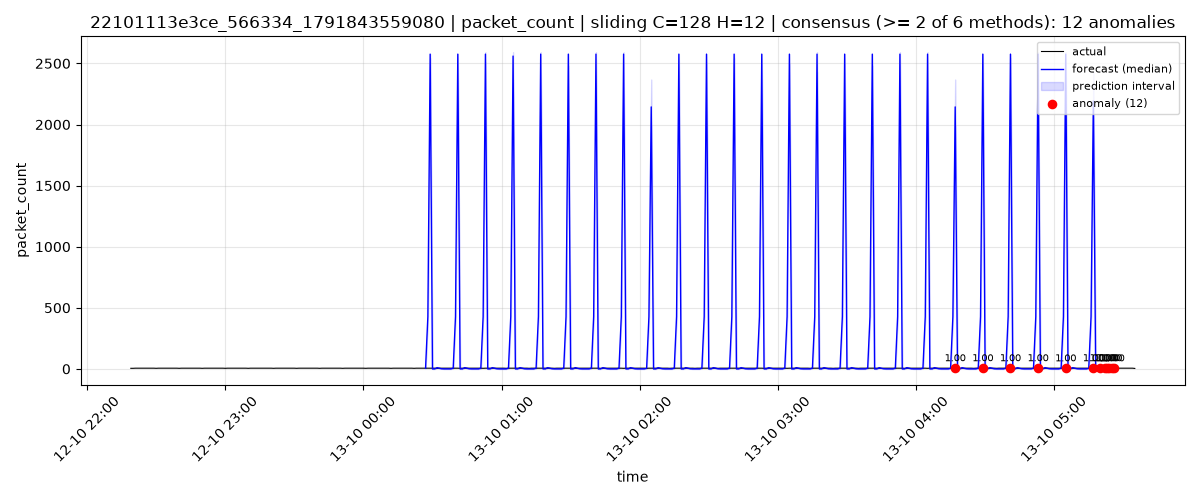 22101113e3ce_566334_1791843559080 | packet_count | sliding C=128 H=12 | consensus (>= 2 of 6 methods): 12 anomalies
actual
forecast (median)
prediction interval
anomaly (12)
packet_count
2500
2000
1500
1000
500
0
1.00 1.00 1.00 1.00 1.00
12-10 22:00 12-10 23:00 13-10 00:00 13-10 01:00 13-10 02:00 13-10 03:00 13-10 04:00 13-10 05:00
time